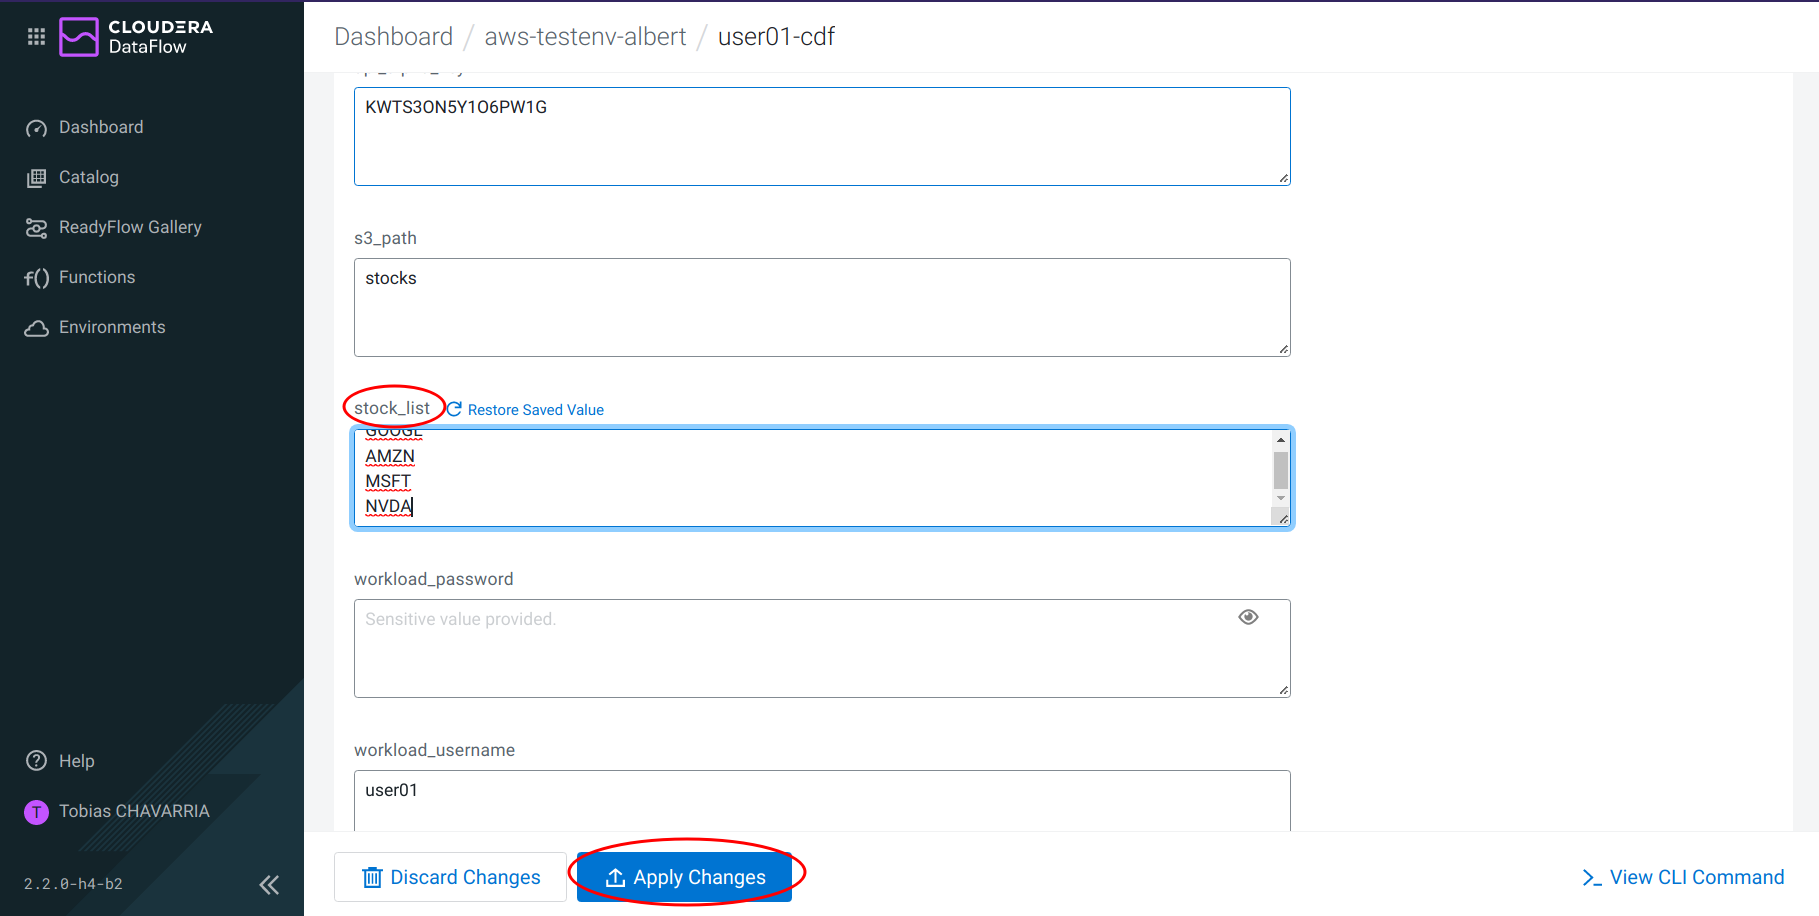 CLOUDERA
DataFlow
Dashboard
Catalog
ReadyFlow Gallery
f() Functions
Environments
Help
T Tobias CHAVARRIA
2.2.0-h4-b2
Dashboard / aws-testenv-albert / user01-cdf
KWTS3ON5Y1O6PW1G
s3_path
stocks
stock_list Restore Saved Value
GOOGL
AMZN
MSFT
NVDA
workload_password
Sensitive value provided.
workload_username
user01
Discard Changes
Apply Changes
>_ View CLI Command